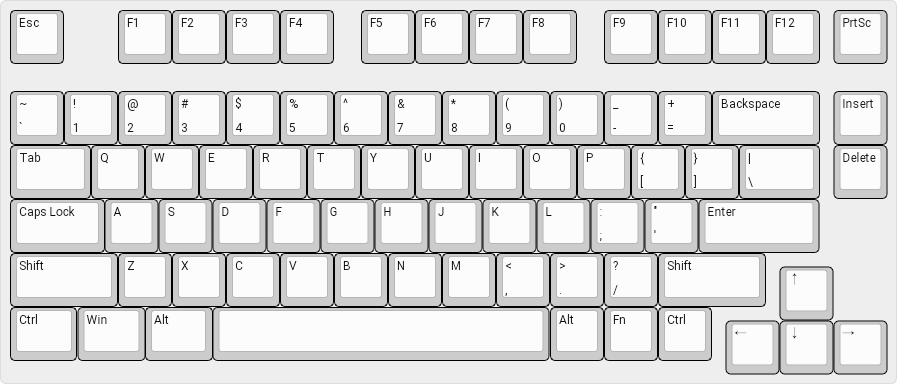 Esc F1 F2 F3 F4 F5 F6 F7 F8 F9 F10 F11 F12 PrtSc
~ ! @ # $ % ^ & * ( ) _ + Backspace Insert
` 1 2 3 4 5 6 7 8 9 0 - =
Tab Q W E R T Y U I O P { } | Delete
[ ] \
Caps Lock A S D F G H J K L : " Enter
; '
Shift Z X C V B N M < > ? Shift ↑
, . /
Ctrl Win Alt Alt Fn Ctrl ← ↓ →